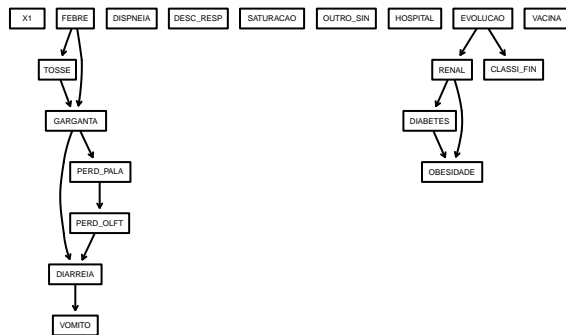 X1 FEBRE DISPNEIA DESC_RESP SATURACAO OUTRO_SIN HOSPITAL EVOLUCAO VACINA
TOSSE RENAL CLASSI_FIN
GARGANTA DIABETES
PERD_PALA OBESIDADE
PERD_OLFT
DIARREIA
VOMITO